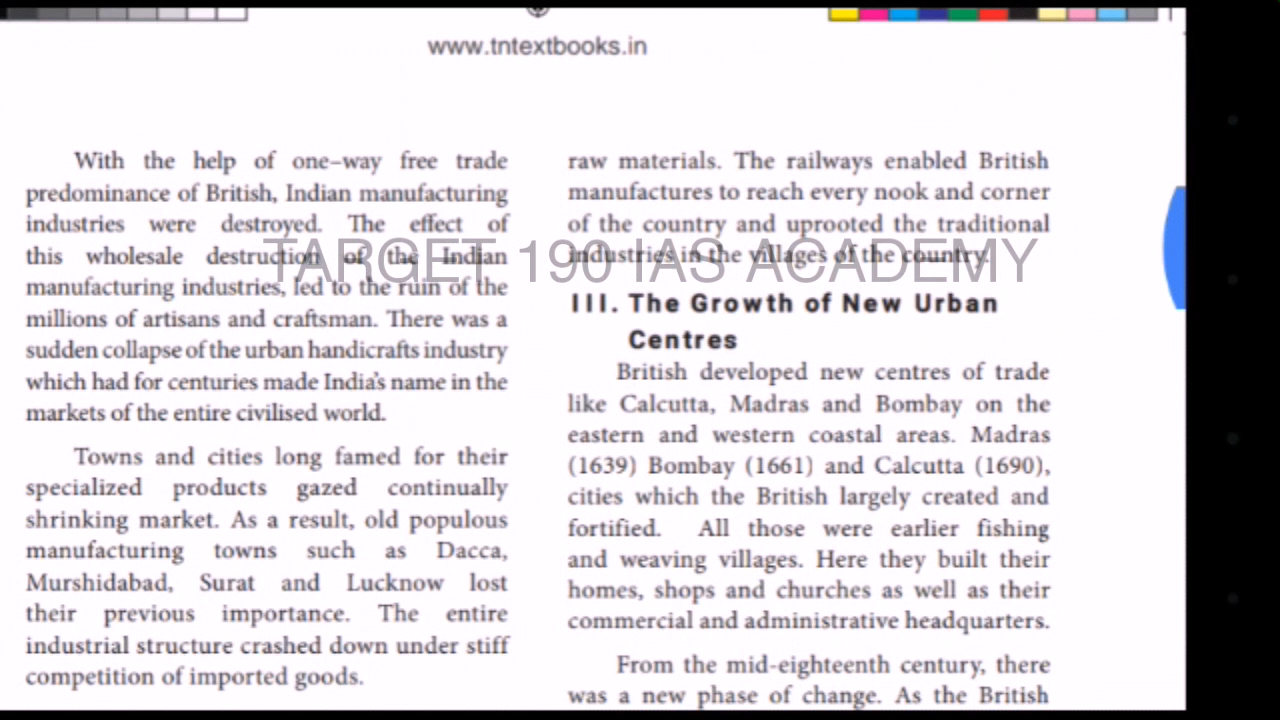 www.tntextbooks.in
With the help of one–way free trade
predominance of British, Indian manufacturing
industries were destroyed. The effect of
this wholesale destruction of the Indian
manufacturing industries, led to the ruin of the
millions of artisans and craftsman. There was a
sudden collapse of the urban handicrafts industry
which had for centuries made India's name in the
markets of the entire civilised world.
Towns and cities long famed for their
specialized products gazed continually
shrinking market. As a result, old populous
manufacturing towns such as Dacca,
Murshidabad, Surat and Lucknow lost
their previous importance. The entire
industrial structure crashed down under stiff
competition of imported goods.
raw materials. The railways enabled British
manufactures to reach every nook and corner
of the country and uprooted the traditional
industries in the villages of the country.
III. The Growth of New Urban
Centres
British developed new centres of trade
like Calcutta, Madras and Bombay on the
eastern and western coastal areas. Madras
(1639) Bombay (1661) and Calcutta (1690),
cities which the British largely created and
fortified. All those were earlier fishing
and weaving villages. Here they built their
homes, shops and churches as well as their
commercial and administrative headquarters.
From the mid-eighteenth century, there
was a new phase of change. As the British
TARGET 190 IAS ACADEMY